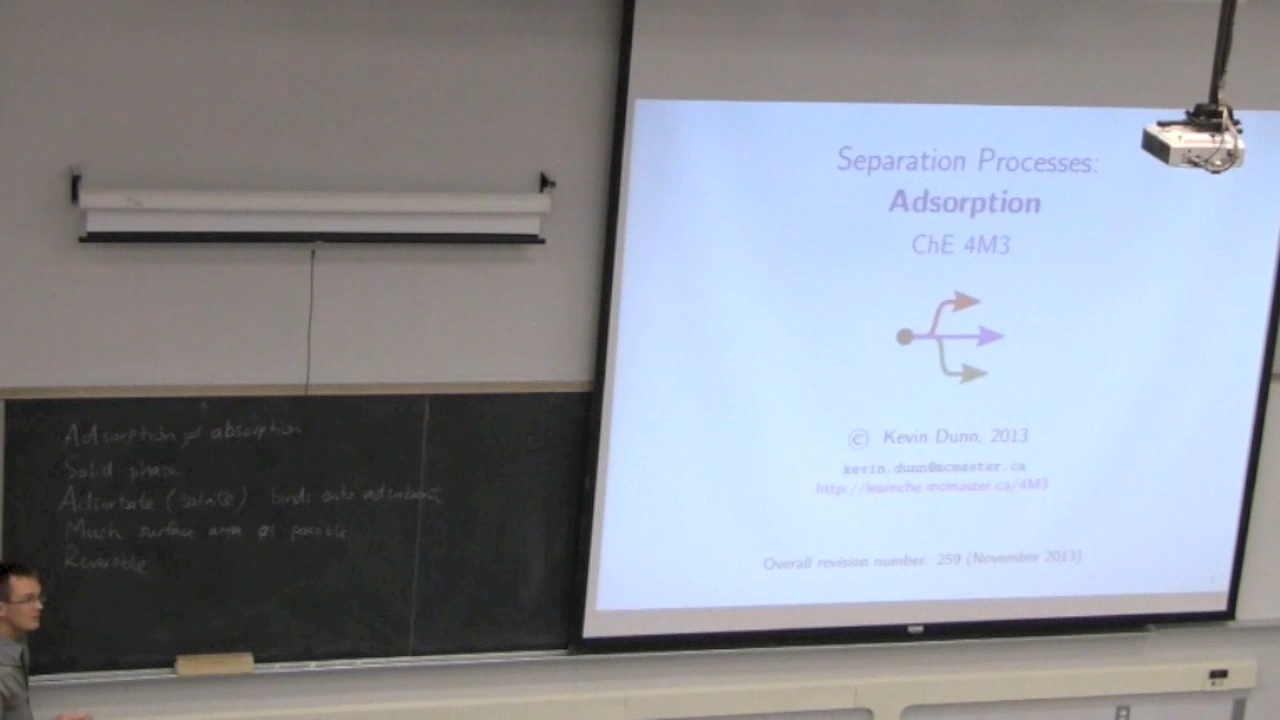 Adsorption ≠ absorption
Solid phase
Adsorbate (solute) binds onto adsorbent
Much surface area as possible
Reversible
Separation Processes:
Adsorption
ChE 4M3
© Kevin Dunn, 2013
kevin.dunn@mcmaster.ca
http://learnche.mcmaster.ca/4M3
Overall revision number: 259 (November 2013)